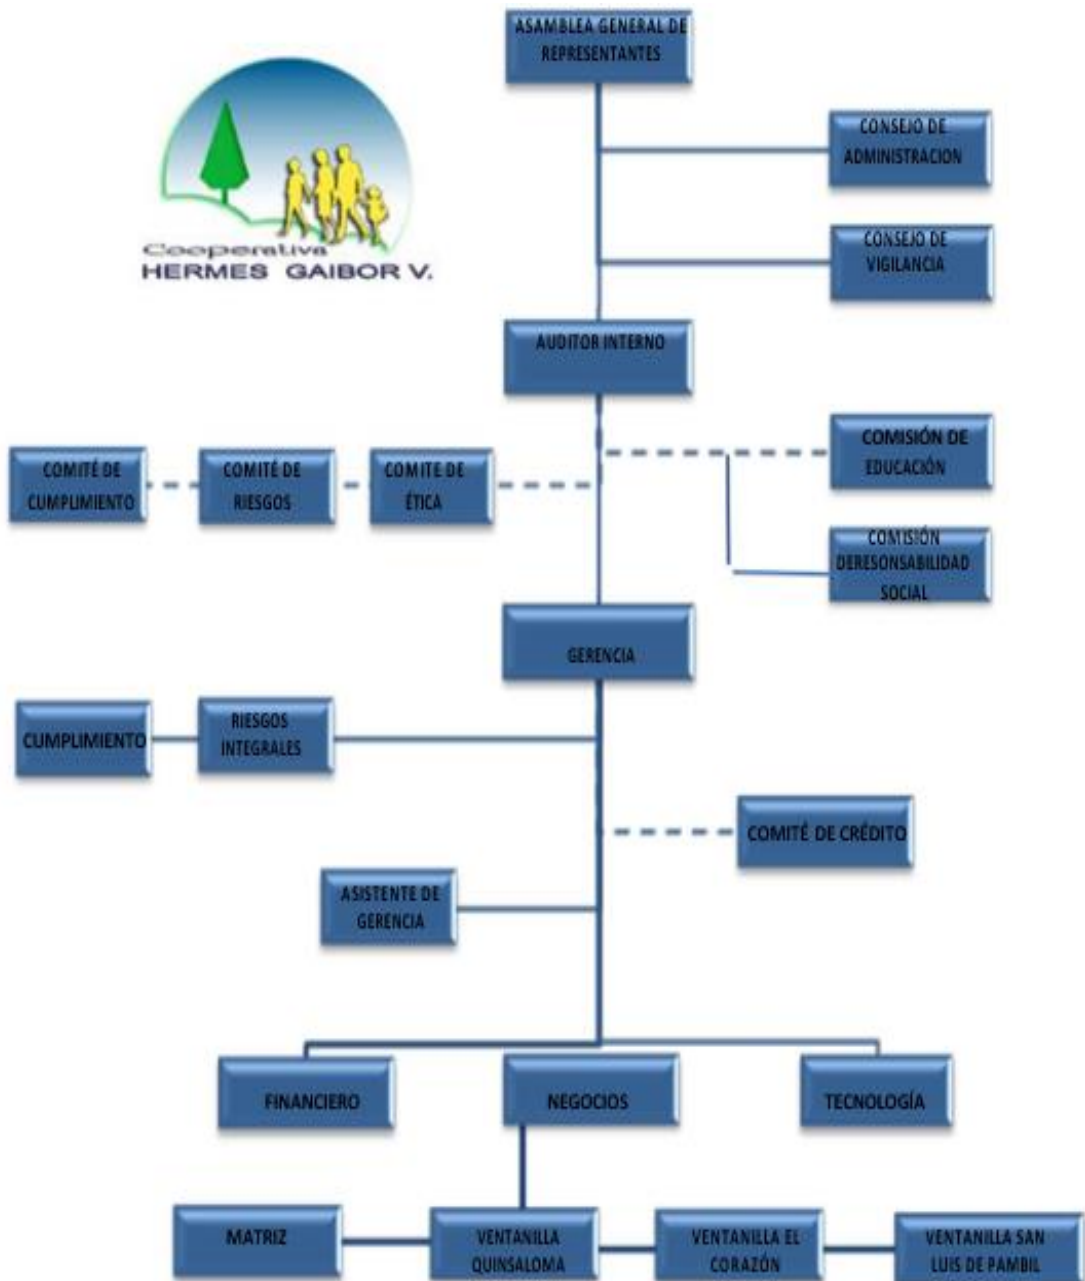 ASAMBLEA GENERAL DE
REPRESENTANTES
CONSEJO DE
ADMINISTRACION
Cooperativa
HERMES GAIBOR V.
CONSEJO DE
VIGILANCIA
AUDITOR INTERNO
COMISIÓN DE
EDUCACIÓN
COMITÉ DE
CUMPLIMIENTO
COMITÉ DE
RIESGOS
COMITE DE
ÉTICA
COMISIÓN
DERESONSABILIDAD
SOCIAL
GERENCIA
CUMPLIMIENTO
RIESGOS
INTEGRALES
COMITÉ DE CRÉDITO
ASISTENTE DE
GERENCIA
FINANCIERO
NEGOCIOS
TECNOLOGÍA
MATRIZ
VENTANILLA
QUINSALOMA
VENTANILLA EL
CORAZÓN
VENTANILLA SAN
LUIS DE PAMBIL